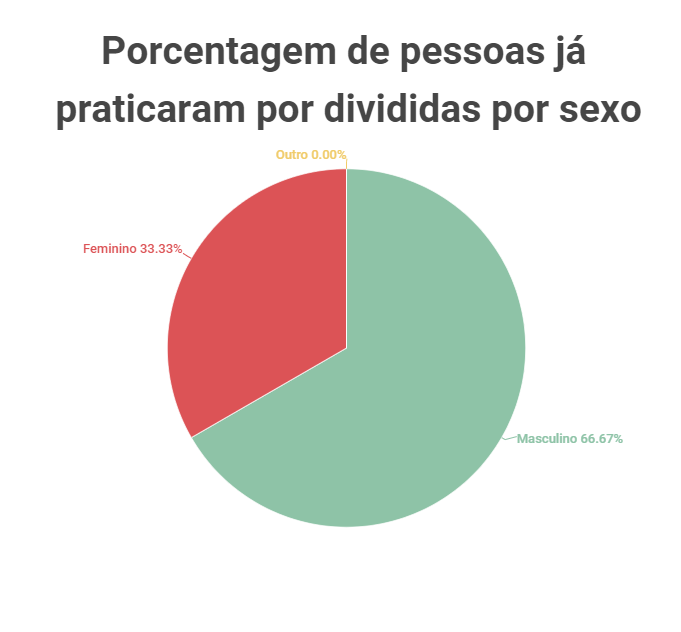 Porcentagem de pessoas já
praticaram por divididas por sexo
Outro 0.00%
Feminino 33.33%
Masculino 66.67%